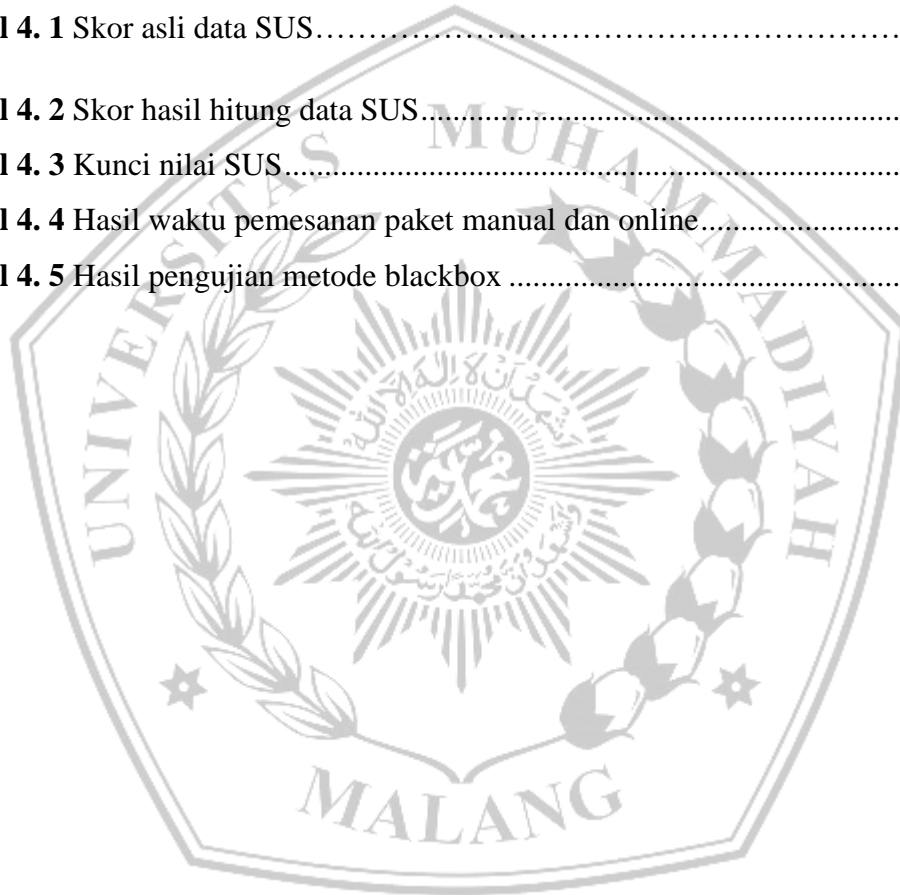 l 4. 1 Skor asli data SUS……………………………………………………
l 4. 2 Skor hasil hitung data SUS...............................................................
l 4. 3 Kunci nilai SUS.................................................................................
l 4. 4 Hasil waktu pemesanan paket manual dan online..........................
l 4. 5 Hasil pengujian metode blackbox ....................................................
UNIVERSITAS MUHAMMADIYAH
MALANG